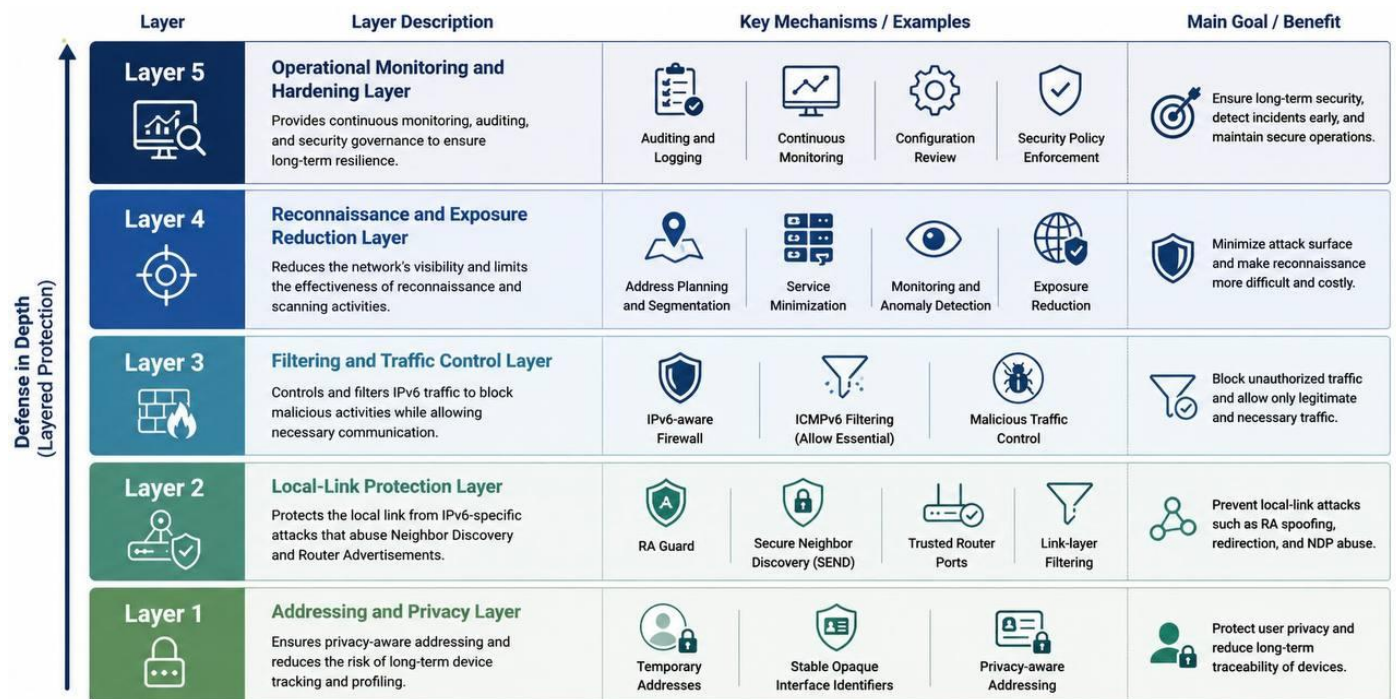 Layer
Layer Description
Key Mechanisms / Examples
Main Goal / Benefit
Defense in Depth
(Layered Protection)
Layer 5
Operational Monitoring and
Hardening Layer
Provides continuous monitoring, auditing,
and security governance to ensure
long-term resilience.
Auditing and
Logging
Continuous
Monitoring
Configuration
Review
Security Policy
Enforcement
Ensure long-term security,
detect incidents early, and
maintain secure operations.
Layer 4
Reconnaissance and Exposure
Reduction Layer
Reduces the network's visibility and limits
the effectiveness of reconnaissance and
scanning activities.
Address Planning
and Segmentation
Service
Minimization
Monitoring and
Anomaly Detection
Exposure
Reduction
Minimize attack surface
and make reconnaissance
more difficult and costly.
Layer 3
Filtering and Traffic Control Layer
Controls and filters IPv6 traffic to block
malicious activities while allowing
necessary communication.
IPv6-aware
Firewall
ICMPv6 Filtering
(Allow Essential)
Malicious Traffic
Control
Block unauthorized traffic
and allow only legitimate
and necessary traffic.
Layer 2
Local-Link Protection Layer
Protects the local link from IPv6-specific
attacks that abuse Neighbor Discovery
and Router Advertisements.
A
RA Guard
Secure Neighbor
Discovery (SEND)
Trusted Router
Ports
Link-layer
Filtering
Prevent local-link attacks
such as RA spoofing,
redirection, and NDP abuse.
Layer 1
Addressing and Privacy Layer
Ensures privacy-aware addressing and
reduces the risk of long-term device
tracking and profiling.
Temporary
Addresses
Stable Opaque
Interface Identifiers
Privacy-aware
Addressing
Protect user privacy and
reduce long-term
traceability of devices.